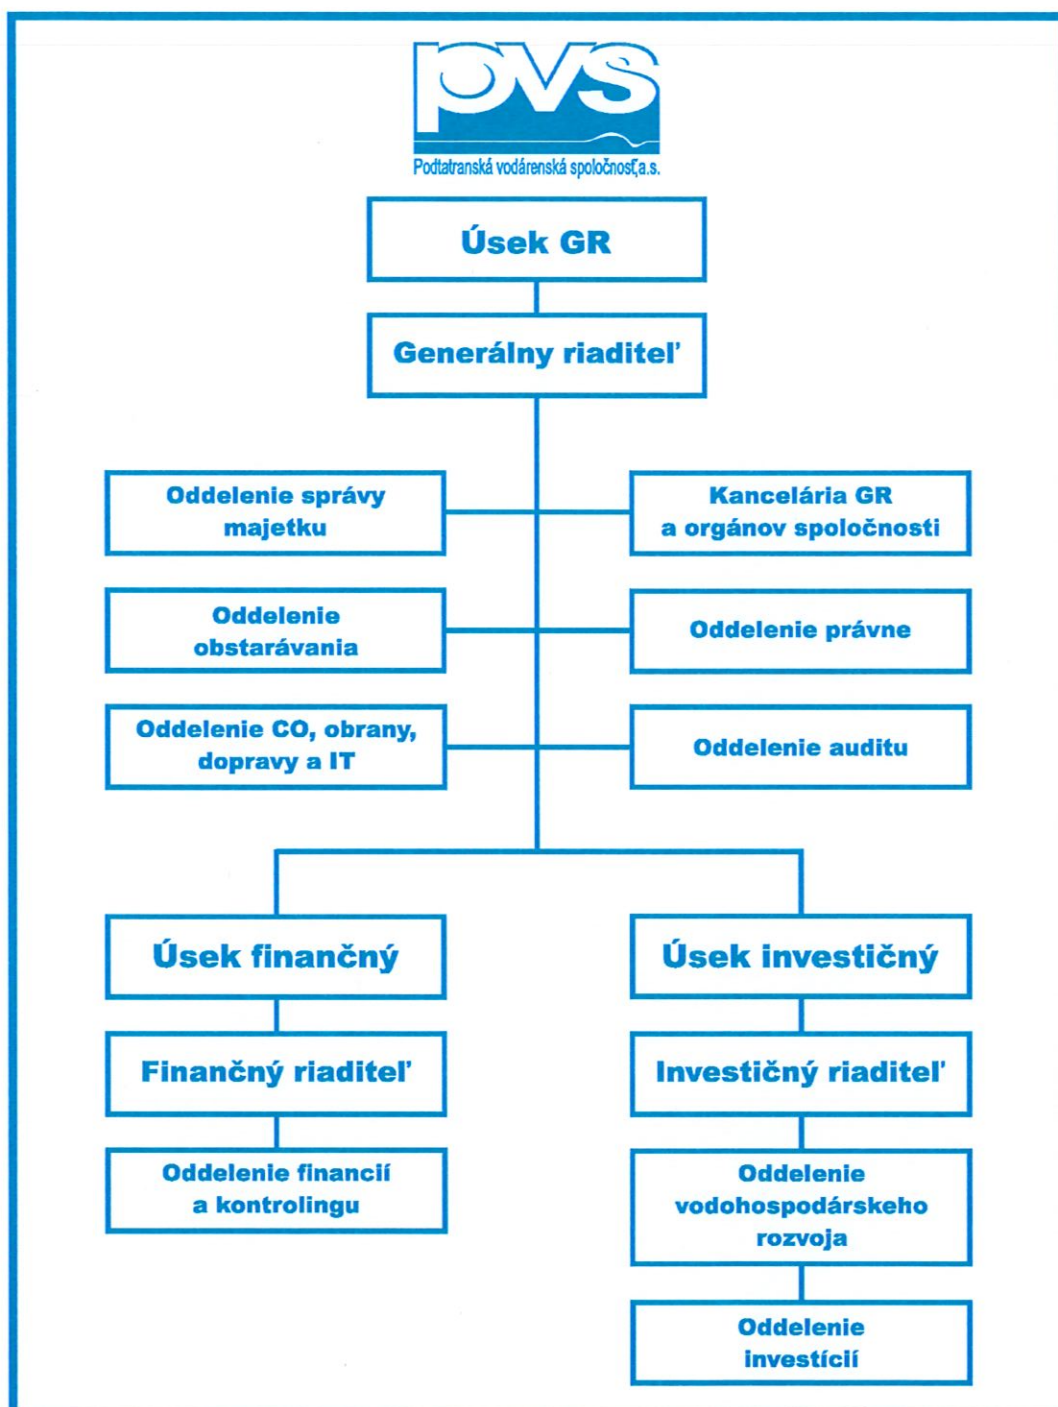 pvs
Podtatranská vodárenská spoločnosť,a.s.
Úsek GR
Generálny riaditeľ
Oddelenie správy
majetku
Kancelária GR
a orgánov spoločnosti
Oddelenie
obstarávania
Oddelenie právne
Oddelenie CO, obrany,
dopravy a IT
Oddelenie auditu
Úsek finančný
Úsek investičný
Finančný riaditeľ
Investičný riaditeľ
Oddelenie financií
a kontrolingu
Oddelenie
vodohospodárskeho
rozvoja
Oddelenie
investícií